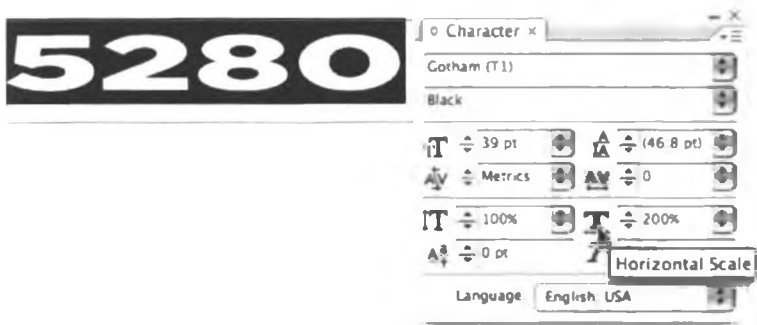 5280
Character ×
Gotham (T1)
Black
39 pt
(46.8 pt)
Metrics
0
100%
200%
0 pt
Horizontal Scale
Language English: USA